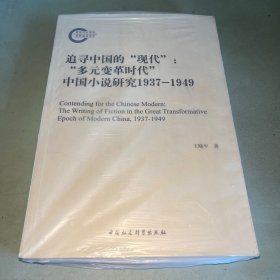 追寻中国的“现代”：
“多元变革时代”
中国小说研究1937-1949
Contending for the Chinese Modern:
The Writing of Fiction in the Great Transformative
Epoch of Modern China, 1937-1949
王晓平 著
中国社会科学出版社